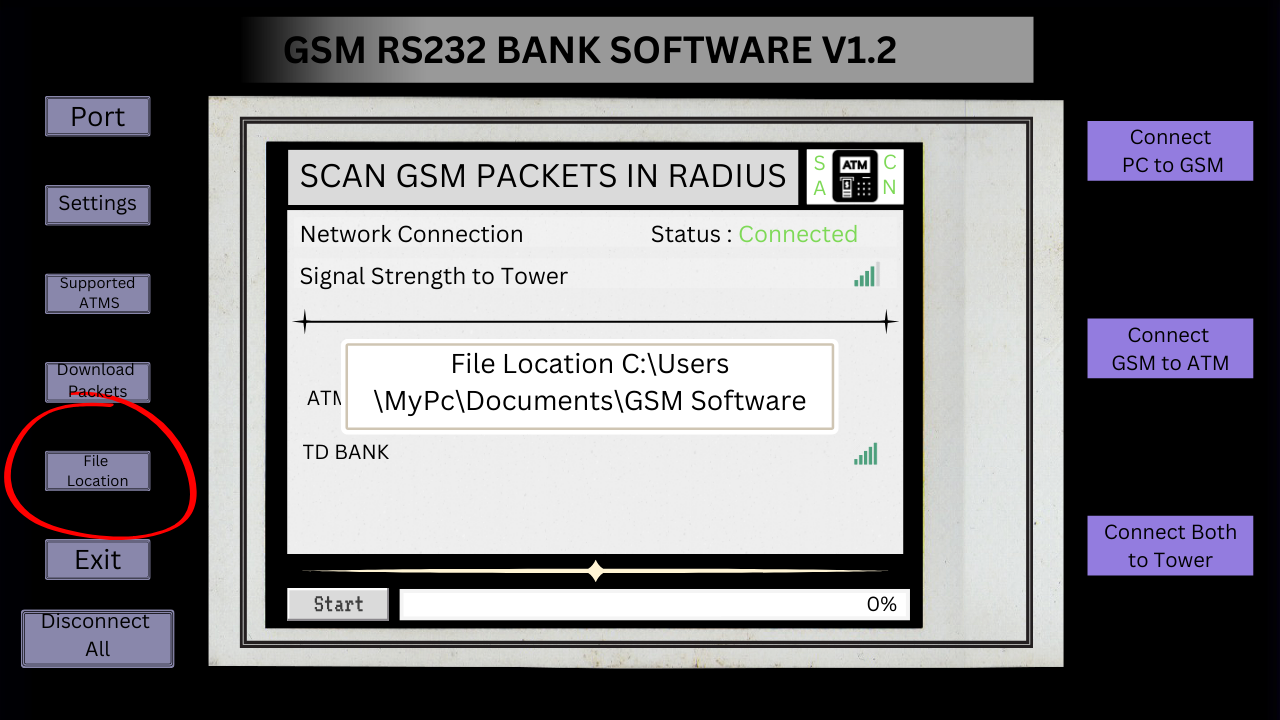 GSM RS232 BANK SOFTWARE V1.2
Port
Settings
Supported
ATMS
Download
Packets
File
Location
Exit
Disconnect
All
SCAN GSM PACKETS IN RADIUS
S
A
ATM
C
N
Network Connection
Status : Connected
Signal Strength to Tower
File Location C:\Users
\MyPc\Documents\GSM Software
ATM
TD BANK
Start
0%
Connect
PC to GSM
Connect
GSM to ATM
Connect Both
to Tower